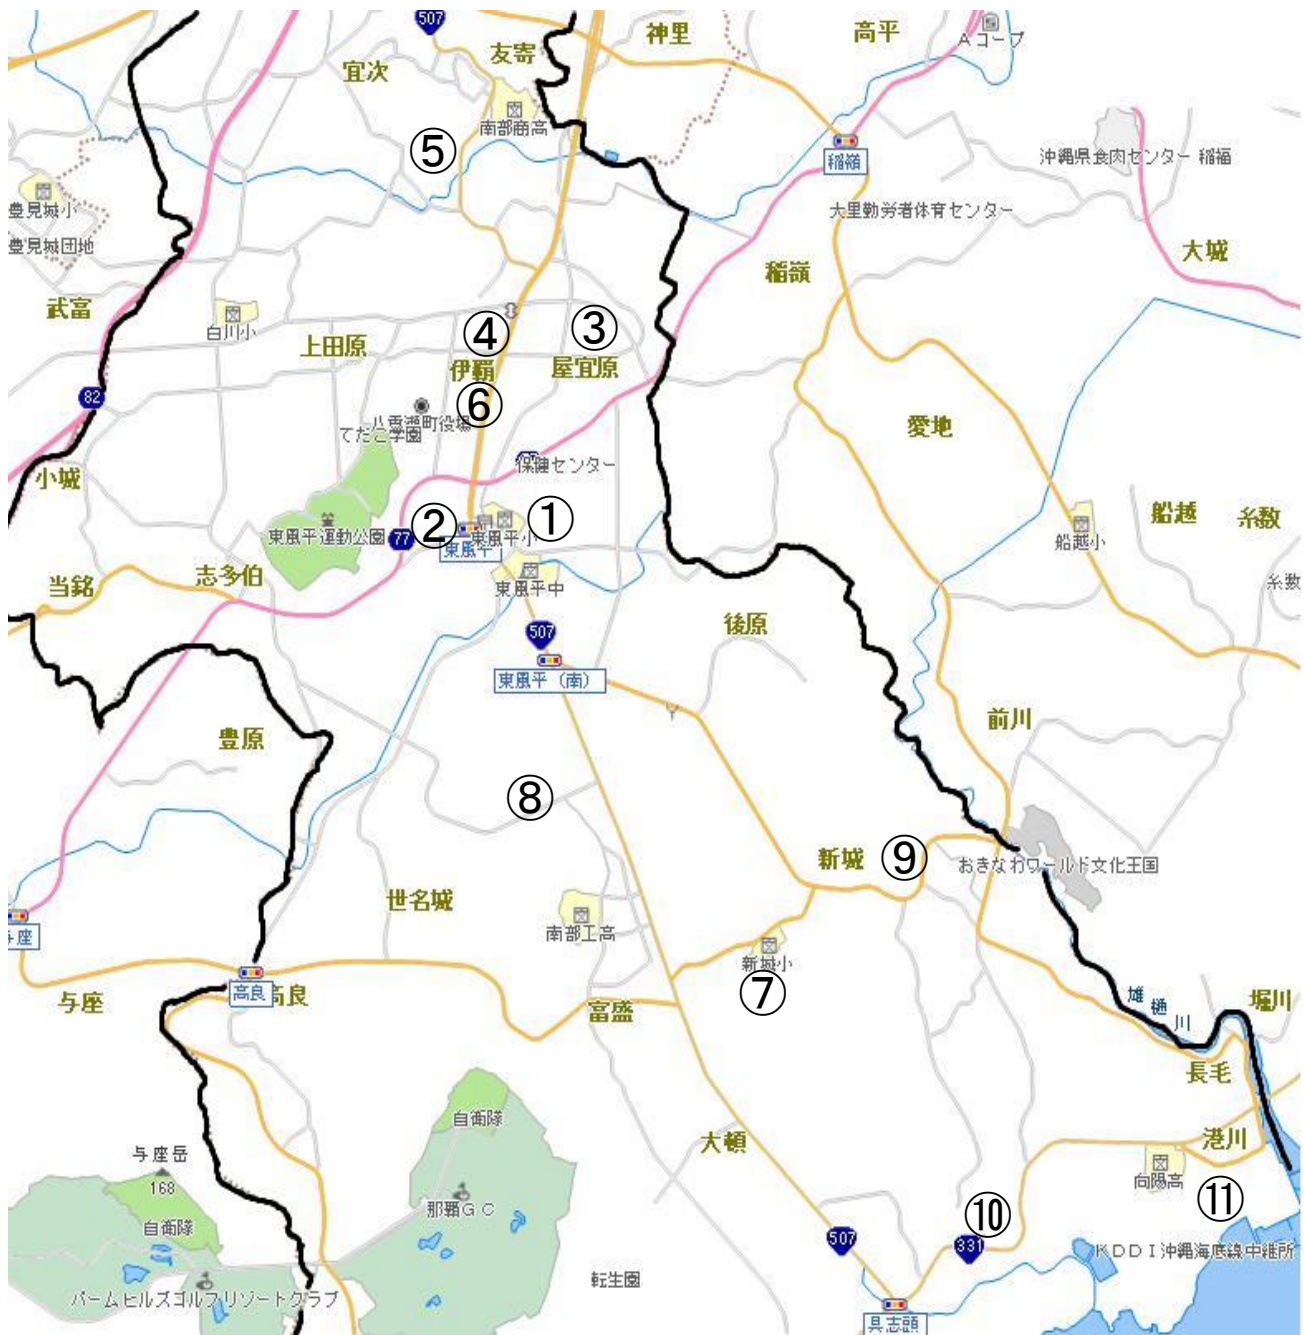 507
友寄
神里
高平
Aコープ
宜次
南部商高
⑤
稲嶺
沖縄県食肉センター 稲福
豊見城小
豊見城団地
大里勤労者体育センター
大城
稲嶺
武富
白川小
上田原
④
③
伊覇
屋宜原
82
⑥
八重瀬町役場
てだこ学園
愛地
小城
保健センター
船越
糸数
東風平運動公園
77
②
東風平
東風平小
①
船越小
当銘
志多伯
東風平中
糸数
507
後原
東風平（南）
豊原
前川
⑧
新城
⑨
おきなわワールド文化王国
世名城
南部工高
新城小
⑦
与座
高良
高良
与座
富盛
雄樋川
堀川
長毛
自衛隊
大頓
港川
与座岳
168
向陽高
⑪
自衛隊
那覇GC
⑩
507
331
KDDI沖縄海底線中継所
転生園
パームヒルズゴルフリゾートクラブ
具志頭